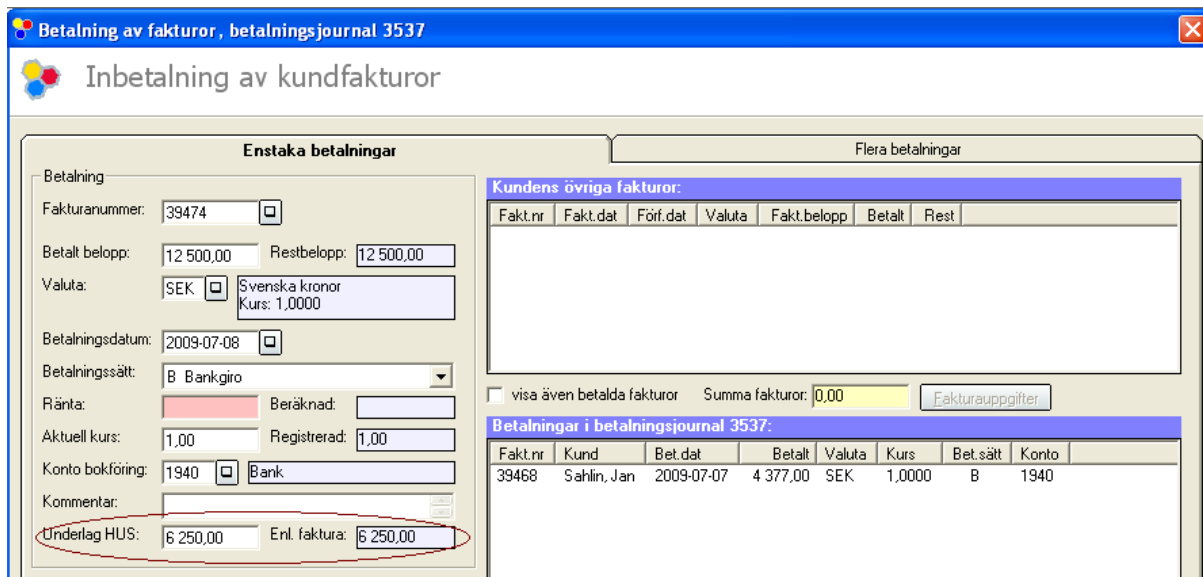 Betalning av fakturor, betalningsjournal 3537
Inbetalning av kundfakturor
Enstaka betalningar
Flera betalningar
Betalning
Fakturanummer: 39474
Betalt belopp: 12 500,00 Restbelopp: 12 500,00
Valuta: SEK Svenska kronor
Kurs: 1,0000
Betalningsdatum: 2009-07-08
Betalningssätt: B Bankgiro
Ränta: Beräknad:
Aktuell kurs: 1,00 Registrerad: 1,00
Konto bokföring: 1940 Bank
Kommentar:
Underlag HUS: 6 250,00 Enl. faktura: 6 250,00
Kundens övriga fakturor:
Fakt.nr Fakt.dat Förf.dat Valuta Fakt.belopp Betalt Rest
visa även betalda fakturor Summa fakturor: 0,00 Fakturauppgifter
Betalningar i betalningsjournal 3537:
Fakt.nr Kund Bet.dat Betalt Valuta Kurs Bet.sätt Konto
39468 Sahlin, Jan 2009-07-07 4 377,00 SEK 1,0000 B 1940